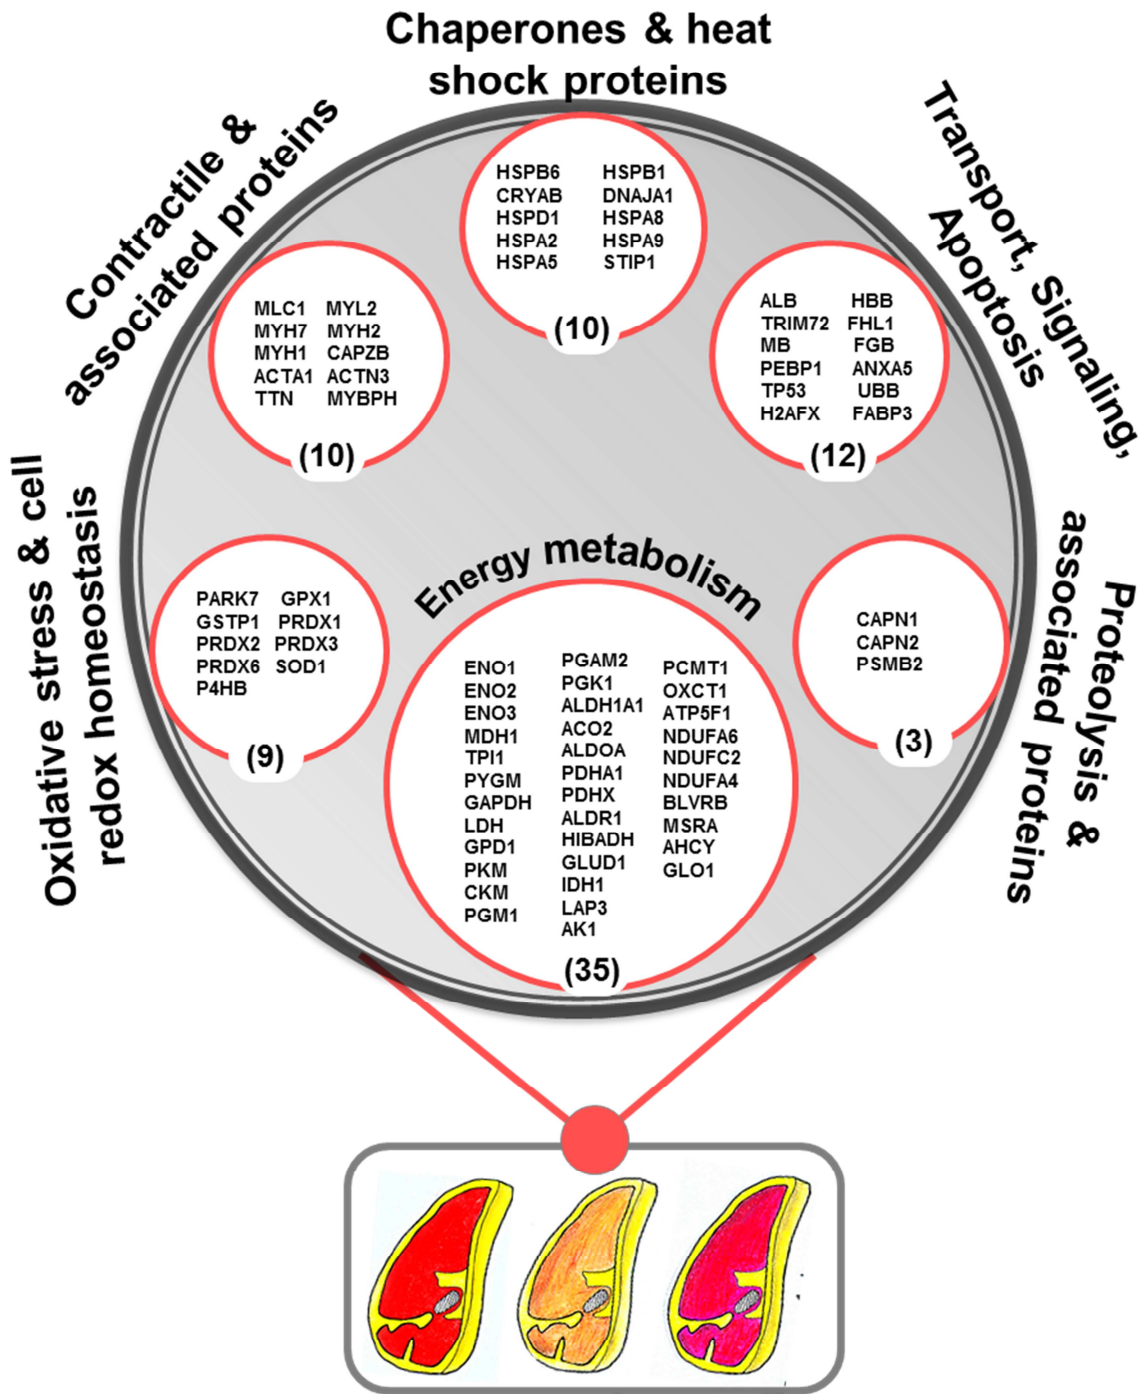 Chaperones & heat
shock proteins
HSPB6 HSPB1
CRYAB DNAJA1
HSPD1 HSPA8
HSPA2 HSPA9
HSPA5 STIP1
(10)
Contractile &
associated proteins
MLC1 MYL2
MYH7 MYH2
MYH1 CAPZB
ACTA1 ACTN3
TTN MYBPH
(10)
Transport, Signaling,
Apoptosis
ALB HBB
TRIM72 FHL1
MB FGB
PEBP1 ANXA5
TP53 UBB
H2AFX FABP3
(12)
Oxidative stress & cell
redox homeostasis
PARK7 GPX1
GSTP1 PRDX1
PRDX2 PRDX3
PRDX6 SOD1
P4HB
(9)
Proteolysis &
associated proteins
CAPN1
CAPN2
PSMB2
(3)
Energy metabolism
ENO1
ENO2
ENO3
MDH1
TPI1
PYGM
GAPDH
LDH
GPD1
PKM
CKM
PGM1
PGAM2
PGK1
ALDH1A1
ACO2
ALDOA
PDHA1
PDHX
ALDR1
HIBADH
GLUD1
IDH1
LAP3
AK1
PCMT1
OXCT1
ATP5F1
NDUFA6
NDUFC2
NDUFA4
BLVRB
MSRA
AHCY
GLO1
(35)